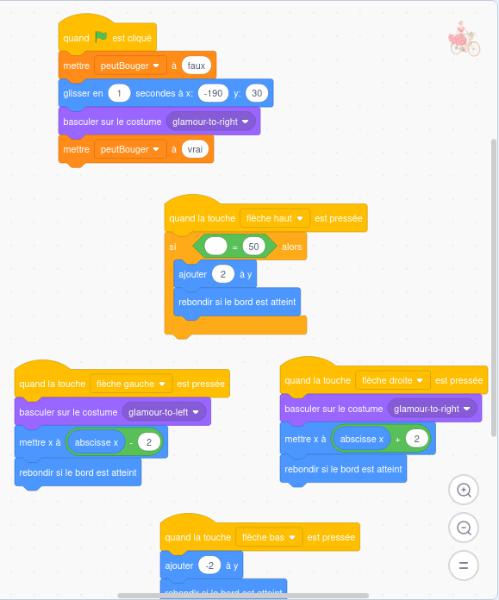 quand est cliqué
mettre peutBouger à faux
glisser en 1 secondes à x: -190 y: 30
basculer sur le costume glamour-to-right
mettre peutBouger à vrai
quand la touche flèche haut est pressée
si = 50 alors
ajouter 2 à y
rebondir si le bord est atteint
quand la touche flèche gauche est pressée
basculer sur le costume glamour-to-left
mettre x à abscisse x - 2
rebondir si le bord est atteint
quand la touche flèche droite est pressée
basculer sur le costume glamour-to-right
mettre x à abscisse x + 2
rebondir si le bord est atteint
quand la touche flèche bas est pressée
ajouter -2 à y
rebondir si le bord est atteint